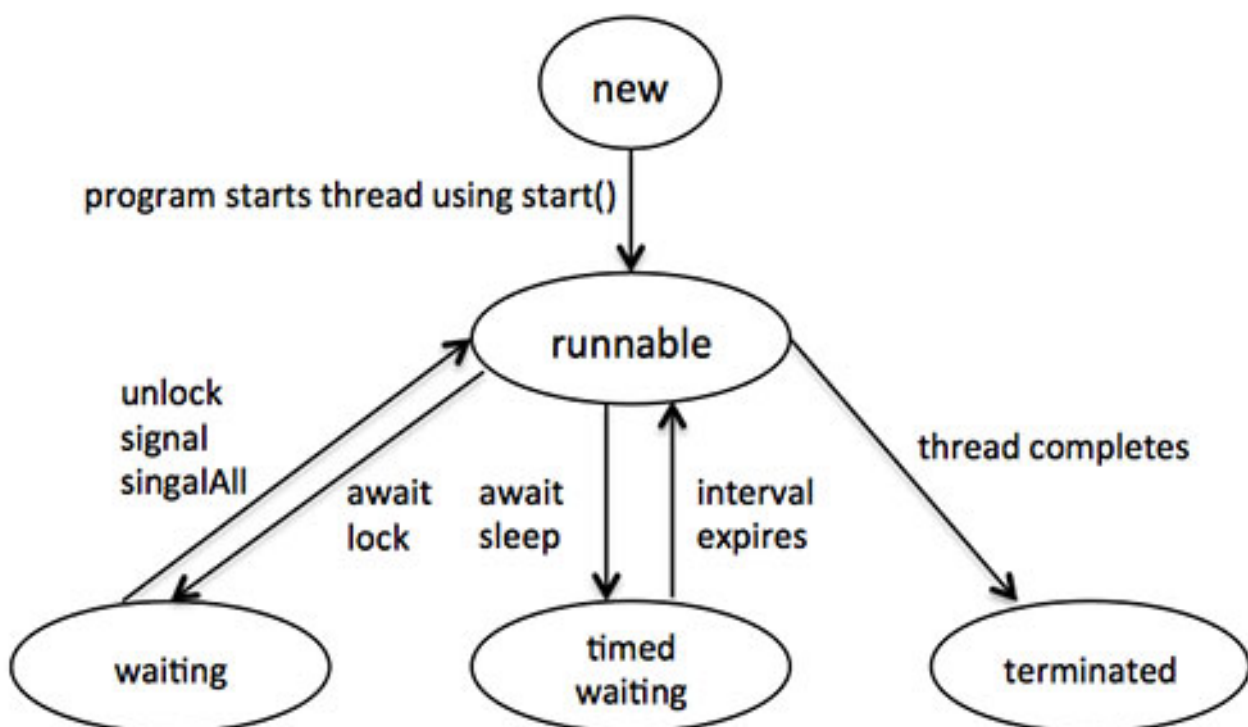 new
program starts thread using start()
runnable
unlock
signal
singalAll
await
lock
await
sleep
interval
expires
thread completes
waiting
timed
waiting
terminated